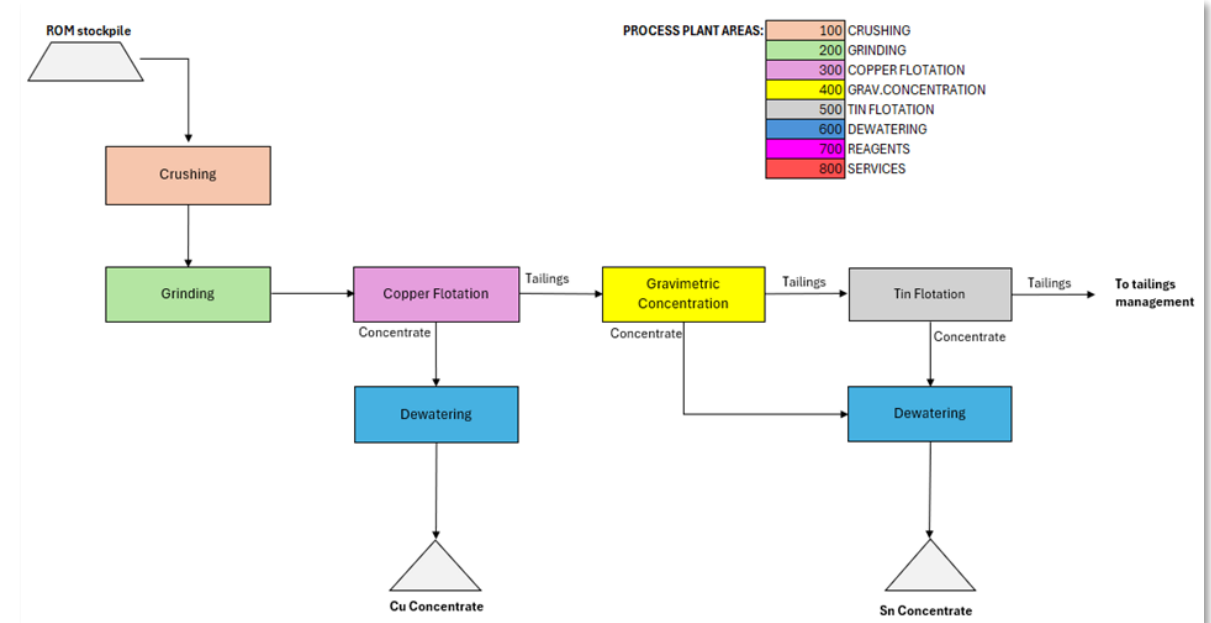 ROM stockpile
PROCESS PLANT AREAS:
100 CRUSHING
200 GRINDING
300 COPPER FLOTATION
400 GRAV.CONCENTRATION
500 TIN FLOTATION
600 DEWATERING
700 REAGENTS
800 SERVICES
Crushing
Grinding
Copper Flotation
Tailings
Gravimetric
Concentration
Tailings
Tin Flotation
Tailings
To tailings
management
Concentrate
Concentrate
Concentrate
Dewatering
Dewatering
Cu Concentrate
Sn Concentrate